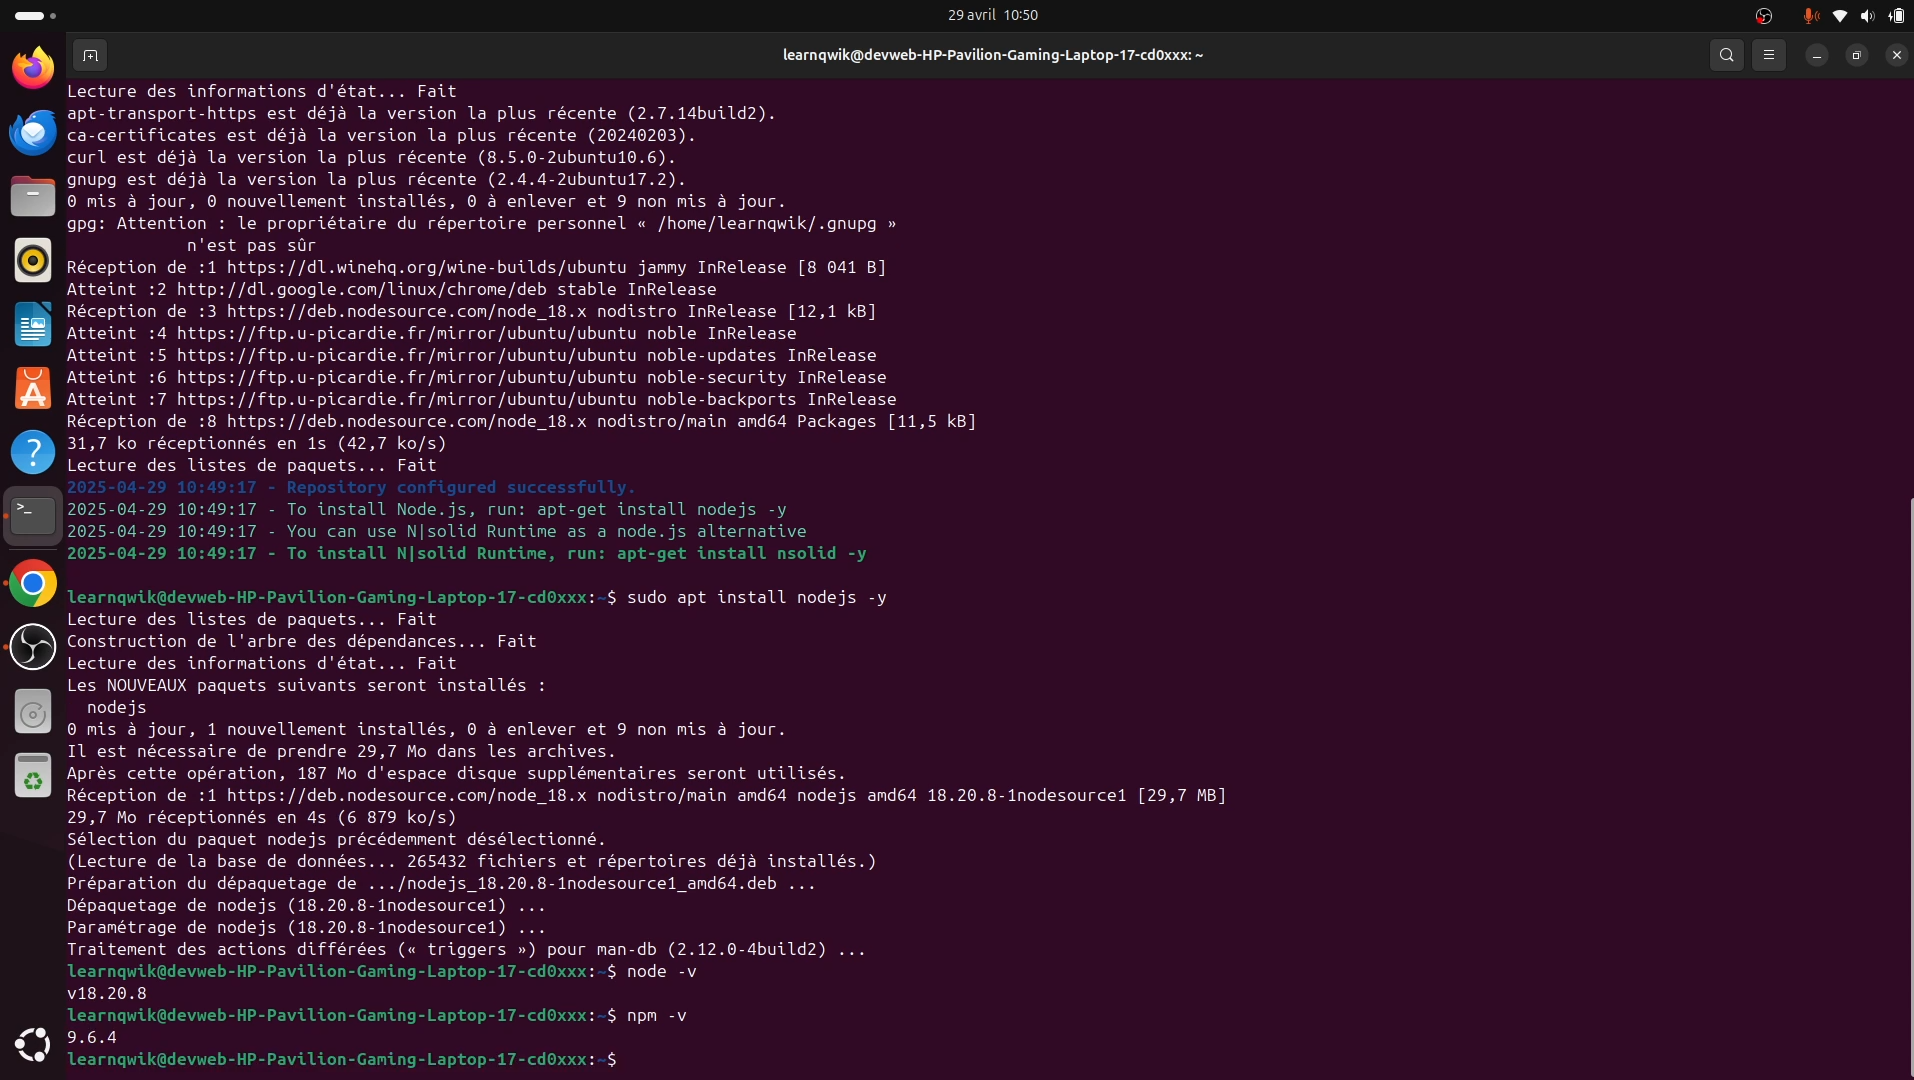 29 avril 10:50
learnqwik@devweb-HP-Pavilion-Gaming-Laptop-17-cd0xxx: ~
Lecture des informations d'état... Fait
apt-transport-https est déjà la version la plus récente (2.7.14build2).
ca-certificates est déjà la version la plus récente (20240203).
curl est déjà la version la plus récente (8.5.0-2ubuntu10.6).
gnupg est déjà la version la plus récente (2.4.4-2ubuntu17.2).
0 mis à jour, 0 nouvellement installés, 0 à enlever et 9 non mis à jour.
gpg: Attention : le propriétaire du répertoire personnel « /home/learnqwik/.gnupg »
n'est pas sûr
Réception de :1 https://dl.winehq.org/wine-builds/ubuntu jammy InRelease [8 041 B]
Atteint :2 http://dl.google.com/linux/chrome/deb stable InRelease
Réception de :3 https://deb.nodesource.com/node_18.x nodistro InRelease [12,1 kB]
Atteint :4 https://ftp.u-picardie.fr/mirror/ubuntu/ubuntu noble InRelease
Atteint :5 https://ftp.u-picardie.fr/mirror/ubuntu/ubuntu noble-updates InRelease
Atteint :6 https://ftp.u-picardie.fr/mirror/ubuntu/ubuntu noble-security InRelease
Atteint :7 https://ftp.u-picardie.fr/mirror/ubuntu/ubuntu noble-backports InRelease
Réception de :8 https://deb.nodesource.com/node_18.x nodistro/main amd64 Packages [11,5 kB]
31,7 ko réceptionnés en 1s (42,7 ko/s)
Lecture des listes de paquets... Fait
2025-04-29 10:49:17 - Repository configured successfully.
2025-04-29 10:49:17 - To install Node.js, run: apt-get install nodejs -y
2025-04-29 10:49:17 - You can use N|solid Runtime as a node.js alternative
2025-04-29 10:49:17 - To install N|solid Runtime, run: apt-get install nsolid -y
learnqwik@devweb-HP-Pavilion-Gaming-Laptop-17-cd0xxx:~$ sudo apt install nodejs -y
Lecture des listes de paquets... Fait
Construction de l'arbre des dépendances... Fait
Lecture des informations d'état... Fait
Les NOUVEAUX paquets suivants seront installés :
nodejs
0 mis à jour, 1 nouvellement installés, 0 à enlever et 9 non mis à jour.
Il est nécessaire de prendre 29,7 Mo dans les archives.
Après cette opération, 187 Mo d'espace disque supplémentaires seront utilisés.
Réception de :1 https://deb.nodesource.com/node_18.x nodistro/main amd64 nodejs amd64 18.20.8-1nodesource1 [29,7 MB]
29,7 Mo réceptionnés en 4s (6 879 ko/s)
Sélection du paquet nodejs précédemment désélectionné.
(Lecture de la base de données... 265432 fichiers et répertoires déjà installés.)
Préparation du dépaquetage de .../nodejs_18.20.8-1nodesource1_amd64.deb ...
Dépaquetage de nodejs (18.20.8-1nodesource1) ...
Paramétrage de nodejs (18.20.8-1nodesource1) ...
Traitement des actions différées (« triggers ») pour man-db (2.12.0-4build2) ...
learnqwik@devweb-HP-Pavilion-Gaming-Laptop-17-cd0xxx:~$ node -v
v18.20.8
learnqwik@devweb-HP-Pavilion-Gaming-Laptop-17-cd0xxx:~$ npm -v
9.6.4
learnqwik@devweb-HP-Pavilion-Gaming-Laptop-17-cd0xxx:~$